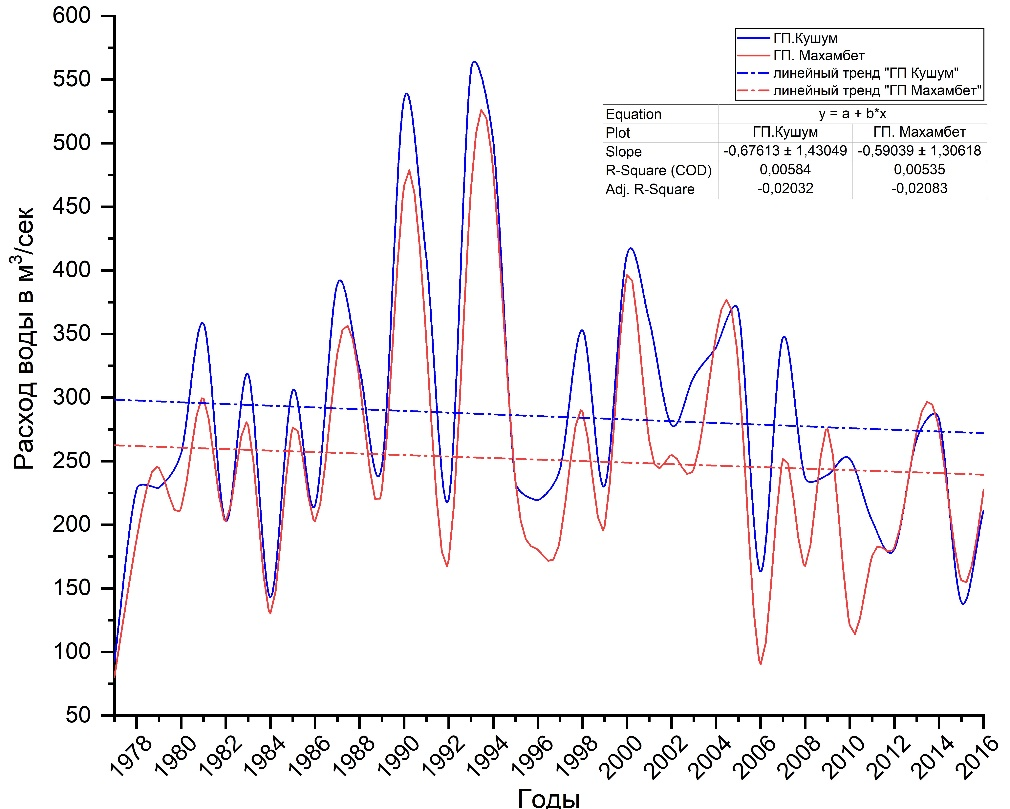 600
550
500
450
400
350
300
250
200
150
100
50
Расход воды в м³/сек
ГП.Кушум
ГП. Махамбет
линейный тренд "ГП Кушум"
линейный тренд "ГП Махамбет"
Equation y = a + b*x
Plot ГП.Кушум ГП. Махамбет
Slope -0,67613 ± 1,43049 -0,59039 ± 1,30618
R-Square (COD) 0,00584 0,00535
Adj. R-Square -0,02032 -0,02083
1978 1980 1982 1984 1986 1988 1990 1992 1994 1996 1998 2000 2002 2004 2006 2008 2010 2012 2014 2016
Годы